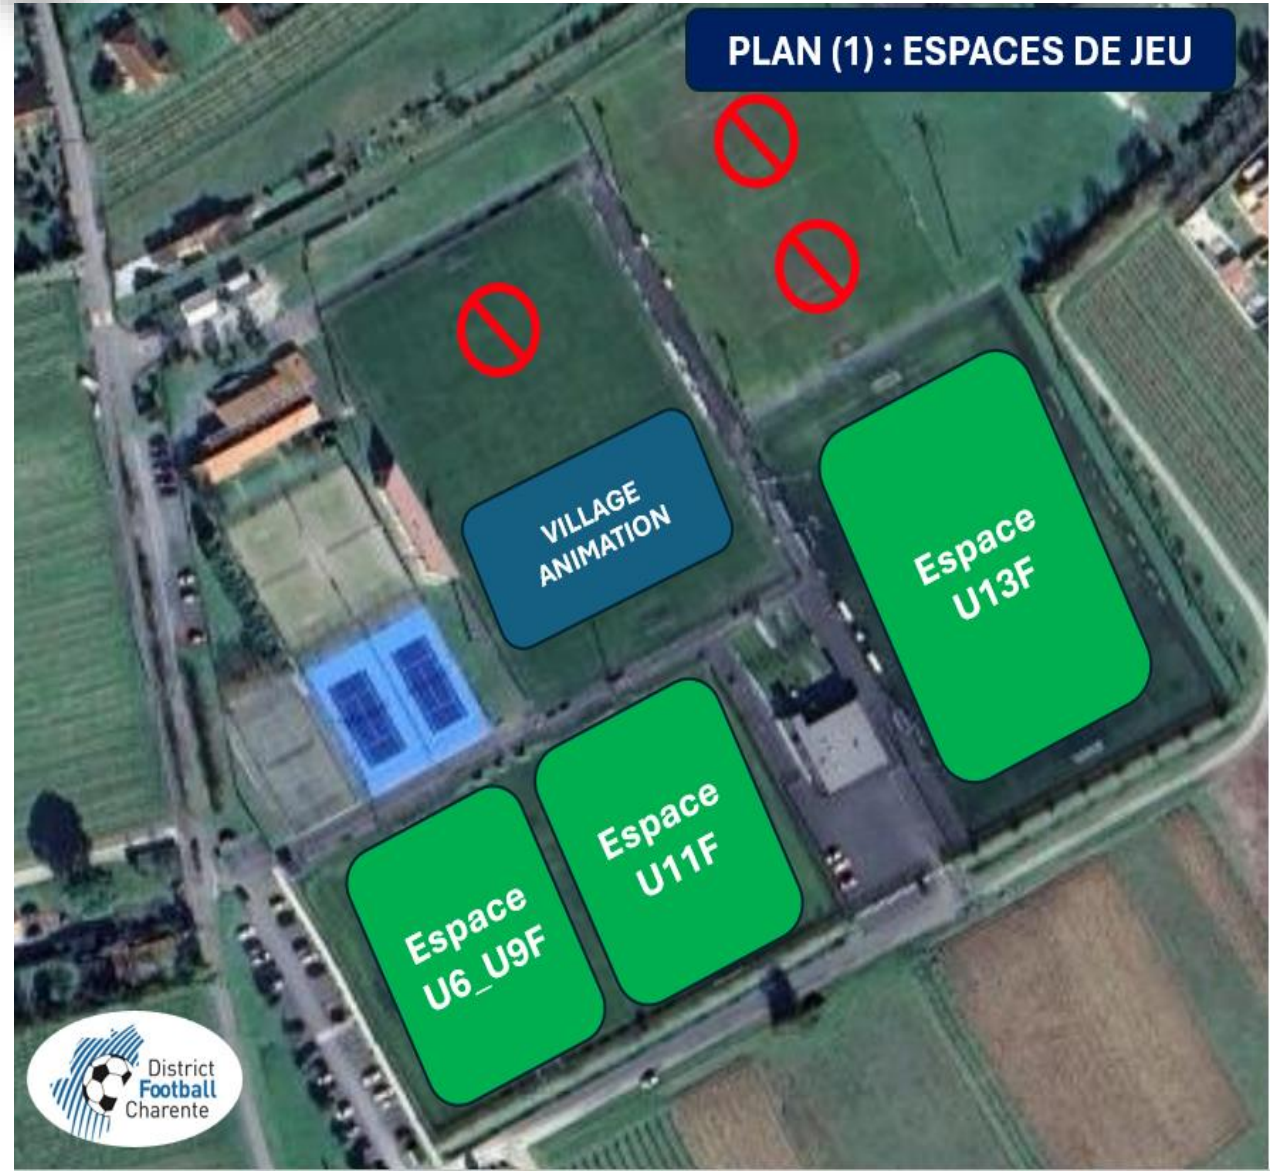 PLAN (1) : ESPACES DE JEU
VILLAGE
ANIMATION
Espace
U13F
Espace
U11F
Espace
U6_U9F
District
Football
Charente